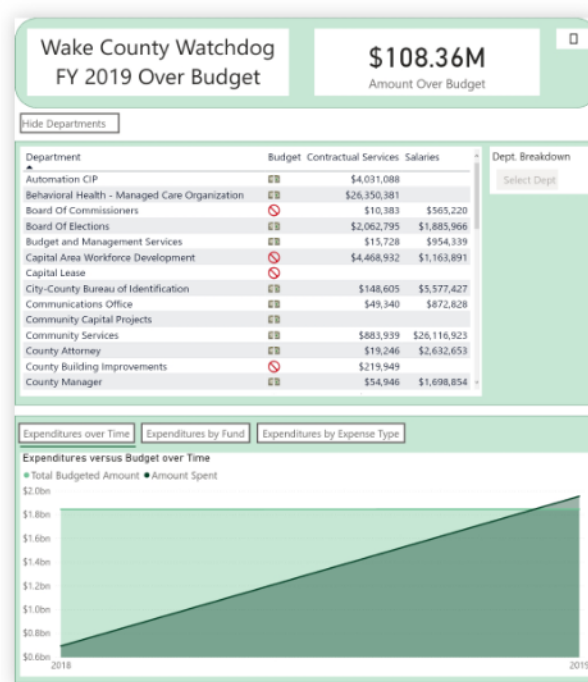 Wake County Watchdog
FY 2019 Over Budget
$108.36M
Amount Over Budget
Hide Departments
Department Budget Contractual Services Salaries
Automation CIP $4,031,088
Behavioral Health - Managed Care Organization $26,350,381
Board Of Commissioners $10,383 $565,220
Board Of Elections $2,062,795 $1,885,966
Budget and Management Services $15,728 $954,339
Capital Area Workforce Development $4,468,932 $1,163,891
Capital Lease
City-County Bureau of Identification $148,605 $5,577,427
Communications Office $49,340 $872,828
Community Capital Projects
Community Services $883,939 $26,116,923
County Attorney $19,246 $2,632,653
County Building Improvements $219,949
County Manager $54,946 $1,698,854
Dept. Breakdown
Select Dept
Expenditures over Time Expenditures by Fund Expenditures by Expense Type
Expenditures versus Budget over Time
Total Budgeted Amount Amount Spent
$2.0bn
$1.8bn
$1.6bn
$1.4bn
$1.2bn
$1.0bn
$0.8bn
$0.6bn
2018 2019